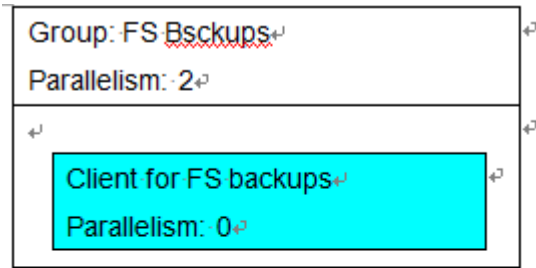 Group: FS Bsckups
Parallelism: 2
Client for FS backups
Parallelism: 0